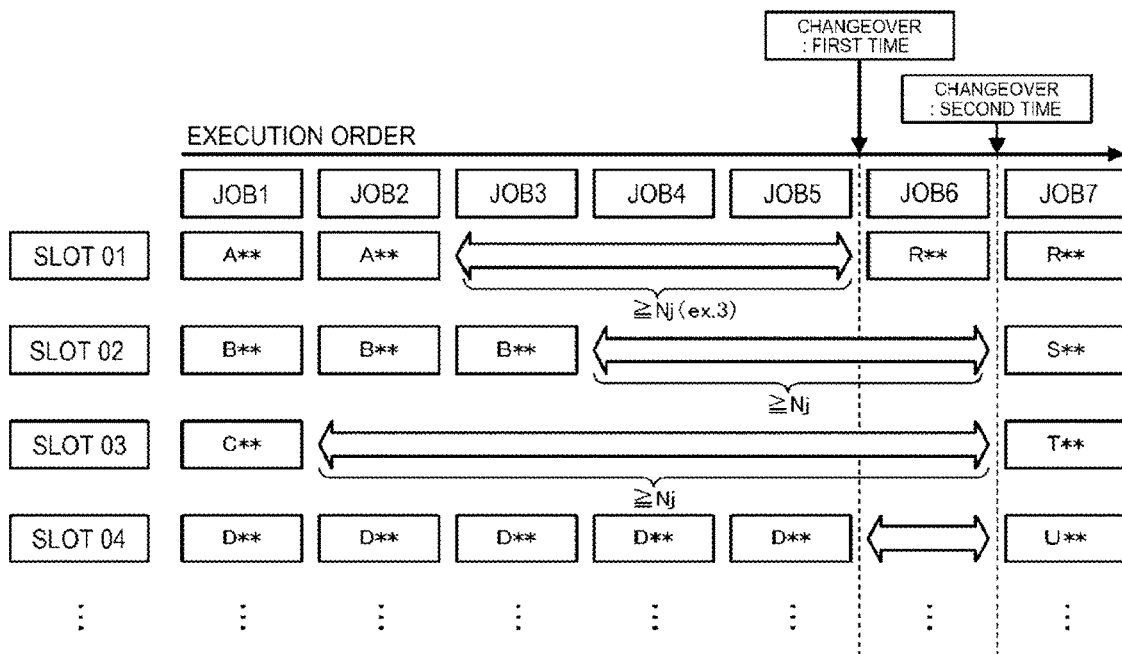 CHANGEOVER
: FIRST TIME
CHANGEOVER
: SECOND TIME
EXECUTION ORDER
JOB1 JOB2 JOB3 JOB4 JOB5 JOB6 JOB7
SLOT 01 A** A** R** R**
≧Nj(ex.3)
SLOT 02 B** B** B** S**
≧Nj
SLOT 03 C** T**
≧Nj
SLOT 04 D** D** D** D** D** U**
⋮ ⋮ ⋮ ⋮ ⋮ ⋮ ⋮ ⋮